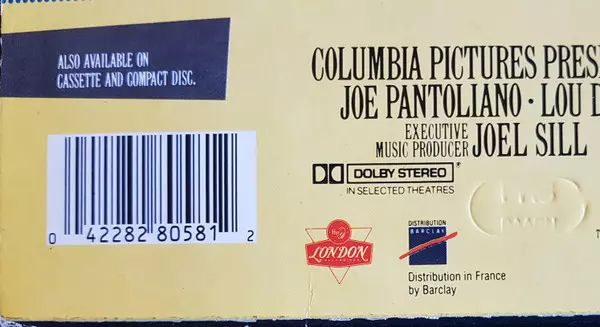 ALSO AVAILABLE ON
CASSETTE AND COMPACT DISC.
COLUMBIA PICTURES PRES
JOE PANTOLIANO · LOU D
EXECUTIVE
MUSIC PRODUCER JOEL SILL
DOLBY STEREO
IN SELECTED THEATRES
0 42282 80581 2
LONDON
DISTRIBUTION
BARCLAY
Distribution in France
by Barclay